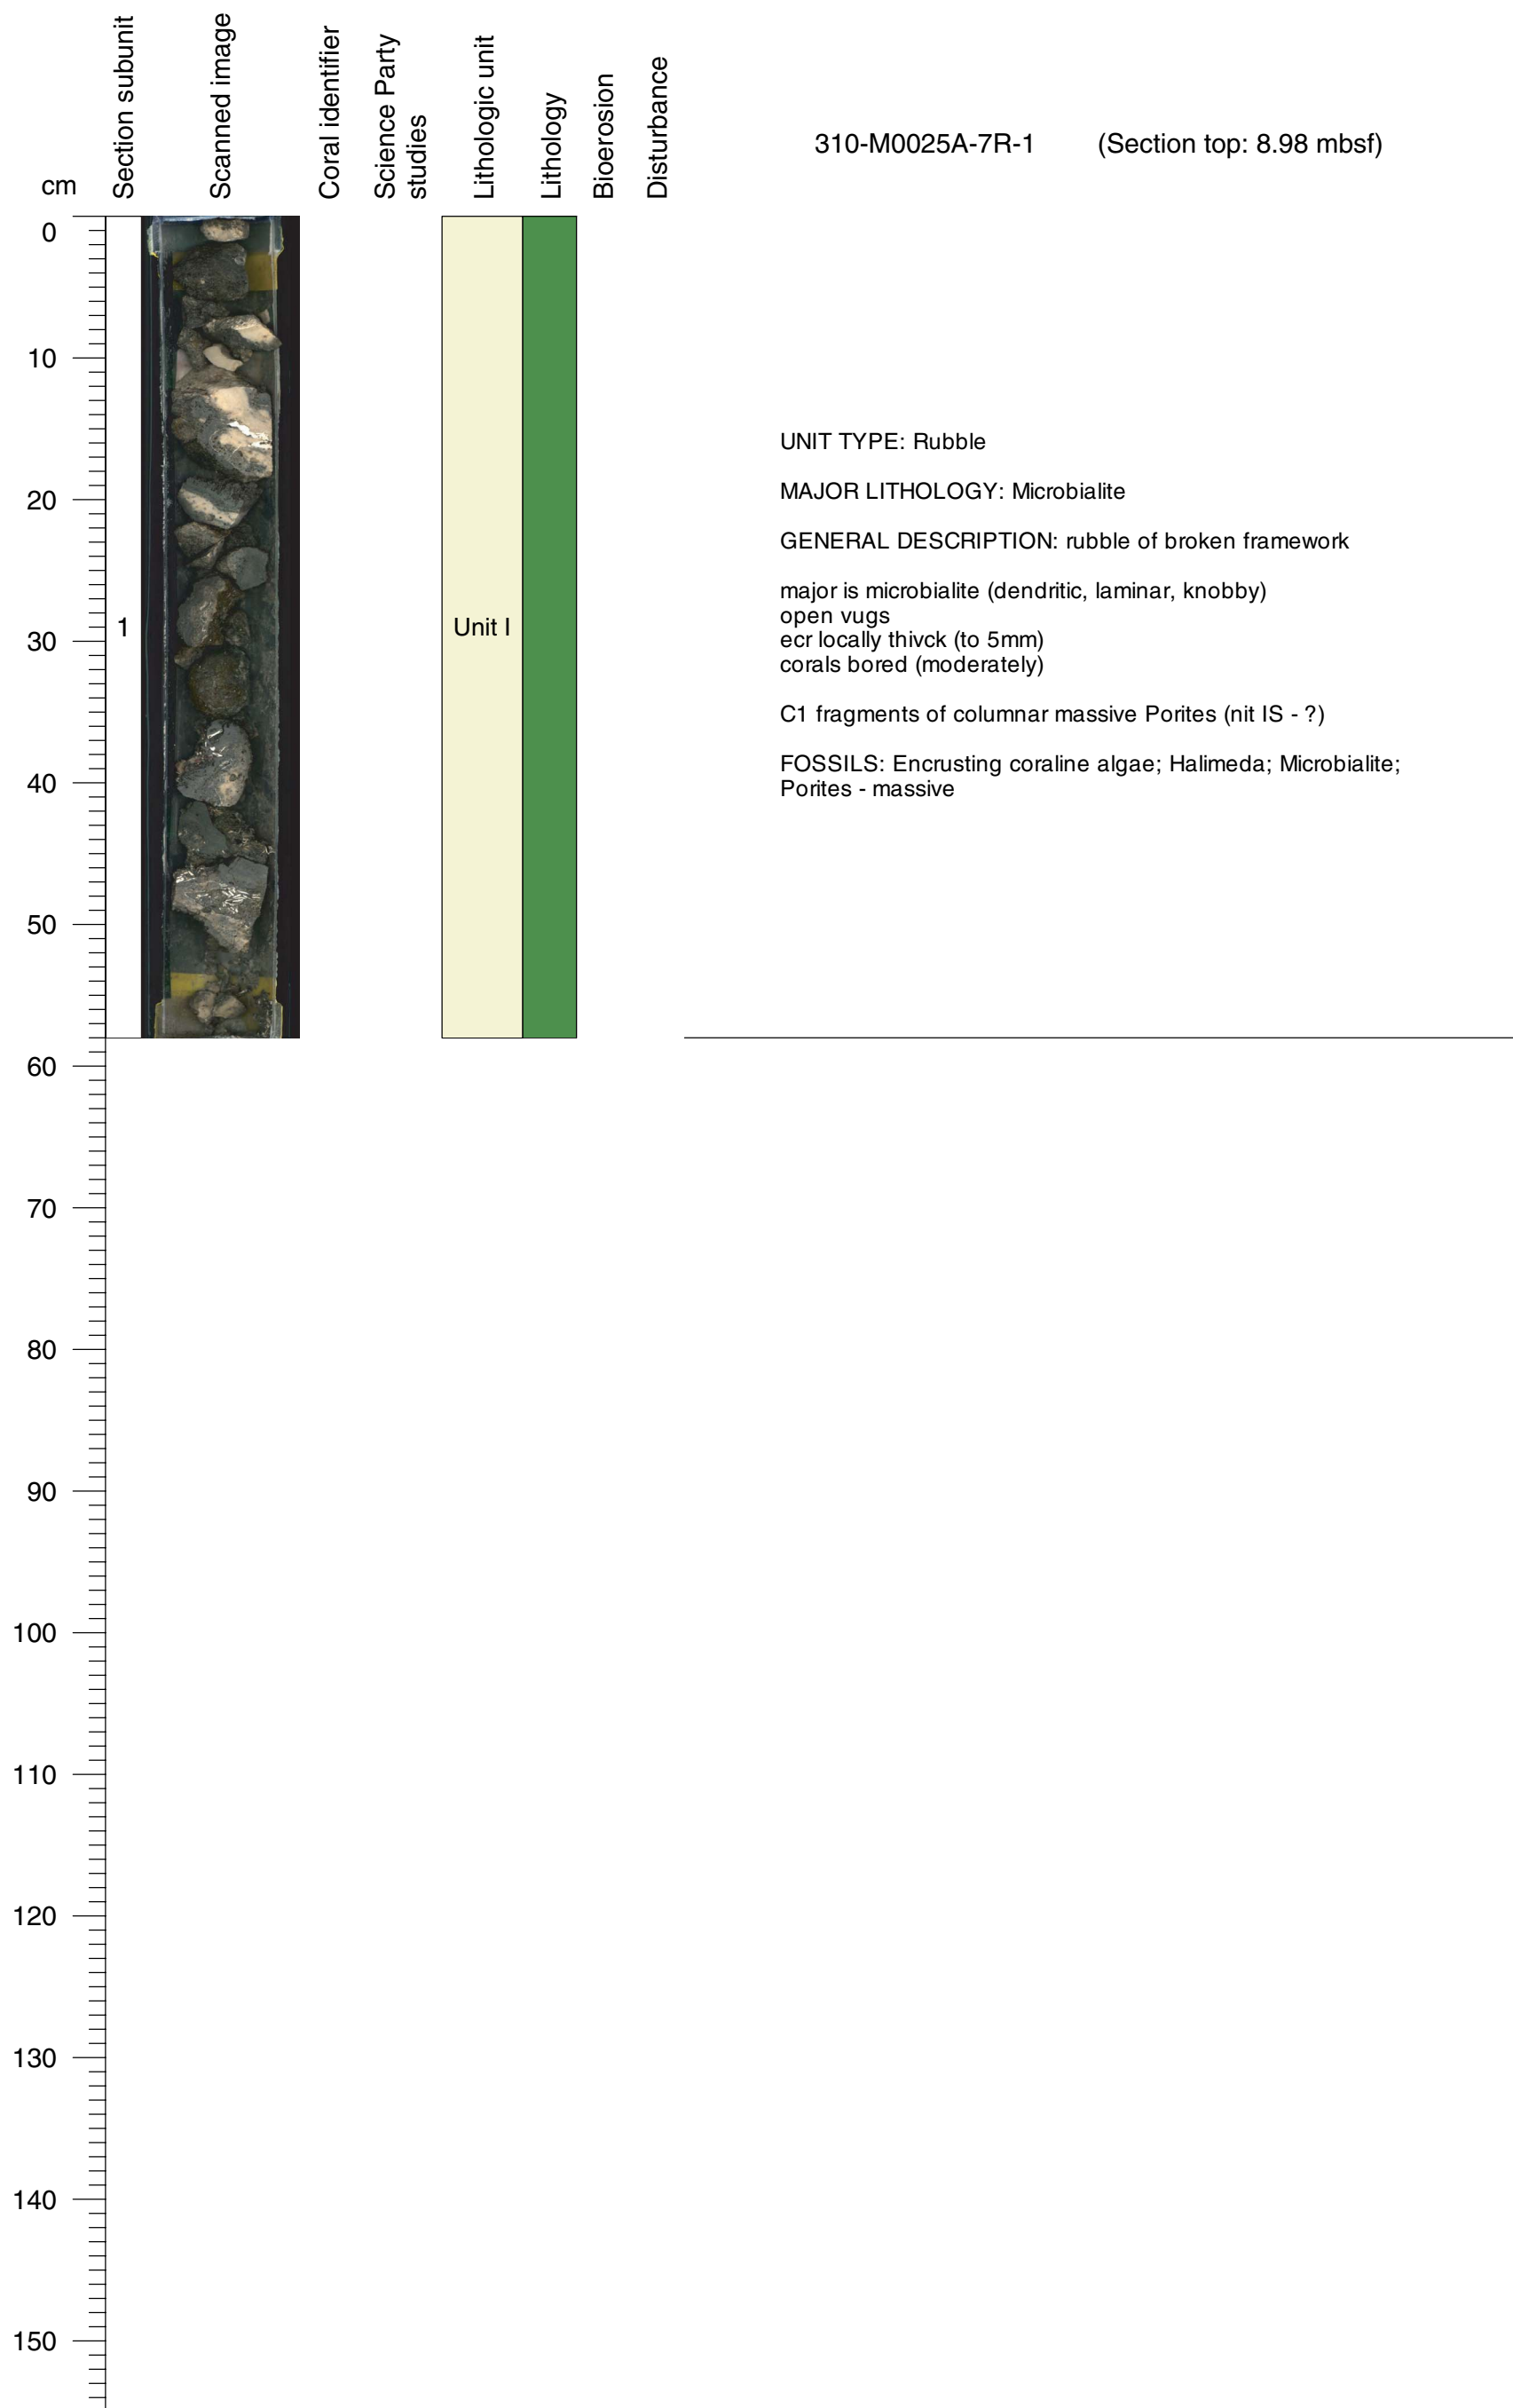 Section subunit
Scanned image
Coral identifier
Science Party
studies
Lithologic unit
Lithology
Bioerosion
Disturbance
310-M0025A-7R-1 (Section top: 8.98 mbsf)
cm
0
10
20
30
40
50
60
70
80
90
100
110
120
130
140
150
1
Unit I
UNIT TYPE: Rubble
MAJOR LITHOLOGY: Microbialite
GENERAL DESCRIPTION: rubble of broken framework
major is microbialite (dendritic, laminar, knobby)
open vugs
ecr locally thivck (to 5mm)
corals bored (moderately)
C1 fragments of columnar massive Porites (nit IS - ?)
FOSSILS: Encrusting coraline algae; Halimeda; Microbialite;
Porites - massive